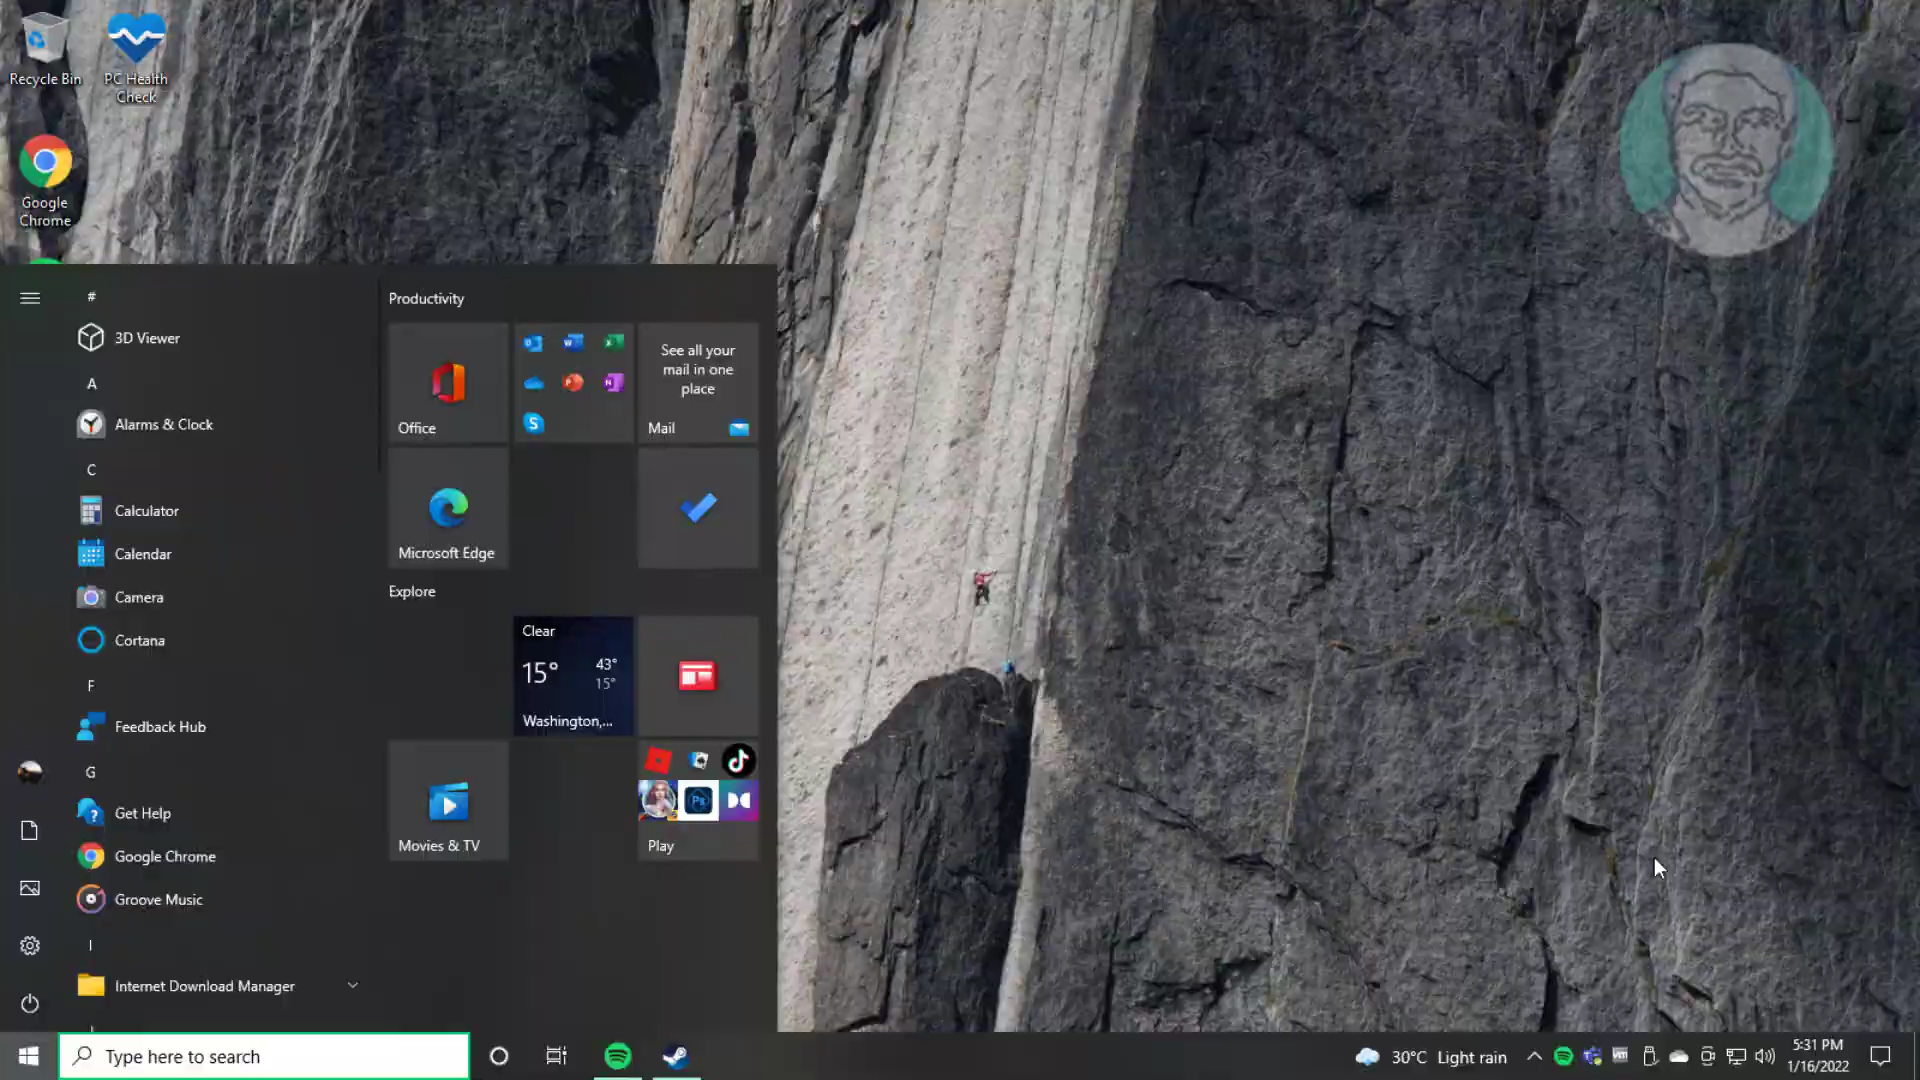 Recycle Bin
PC Health
Check
Google
Chrome
#
3D Viewer
A
Alarms & Clock
C
Calculator
Calendar
Camera
Cortana
F
Feedback Hub
G
Get Help
Google Chrome
Groove Music
I
Internet Download Manager
Productivity
Office
See all your
mail in one
place
Mail
Microsoft Edge
Explore
Clear
15°
43°
15°
Washington,...
Movies & TV
Ps
Play
Type here to search
30°C Light rain
5:31 PM
1/16/2022